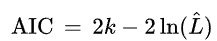 AIC = 2k − 2 ln(L̂)